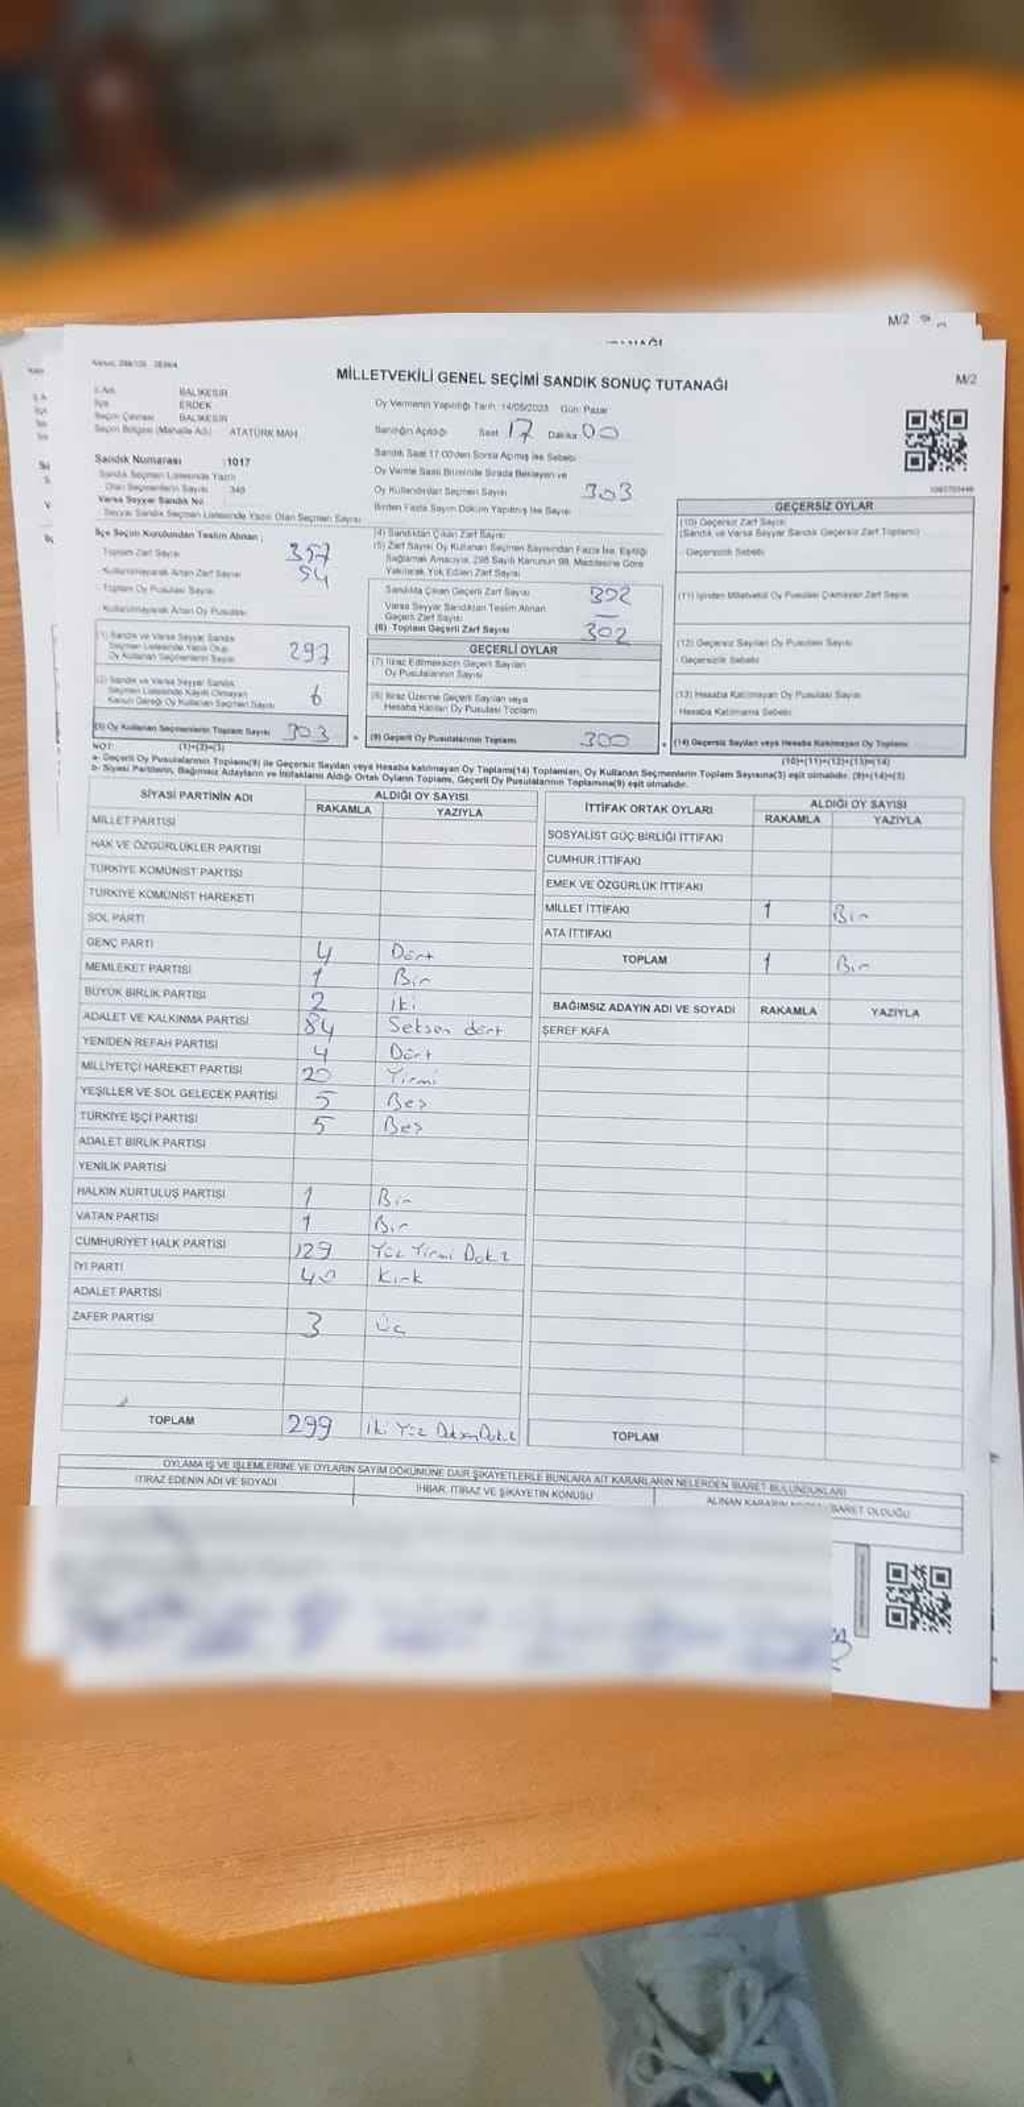 M/2
MİLLETVEKİLİ GENEL SEÇİMİ SANDIK SONUÇ TUTANAĞI
M/2
BALIKESİR
İlçe ERDEK
Seçim Çevresi BALIKESİR
Seçim Bölgesi (Mahalle Adı) ATATÜRK MAH
Sandık Numarası :1017
Sandık Seçmen Listesinde Yazılı
Olan Seçmenlerin Sayısı 340
Varsa Seyyar Sandık No
Seyyar Sandık Seçmen Listesinde Yazılı Olan Seçmen Sayısı
Oy Vermenin Yapıldığı Tarih :14/05/2023 Gün: Pazar
Sandığın Açıldığı Saat 17 Dakika 00
Sandık Saat 17:00'den Sonra Açılmış ise Sebebi
Oy Verme Saati Bitiminde Sırada Bekleyen ve
Oy Kullandırılan Seçmen Sayısı 303
Birden Fazla Sayım Döküm Yapılmış ise Sayısı
İlçe Seçim Kurulundan Teslim Alınan ;
Toplam Zarf Sayısı 357
Kullanılmayarak Artan Zarf Sayısı 54
Toplam Oy Pusulası Sayısı
Kullanılmayarak Artan Oy Pusulası
(1) Sandık ve Varsa Seyyar Sandık
Seçmen Listesinde Yazılı Olup
Oy Kullanan Seçmenlerin Sayısı 297
(2) Sandık ve Varsa Seyyar Sandık
Seçmen Listesinde Kayıtlı Olmayan
Kanun Gereği Oy Kullanan Seçmen Sayısı 6
(3) Oy Kullanan Seçmenlerin Toplam Sayısı 303
(4) Sandıktan Çıkan Zarf Sayısı
(5) Zarf Sayısı Oy Kullanan Seçmen Sayısından Fazla ise, Eşitliği
Sağlamak Amacıyla, 298 Sayılı Kanunun 98. Maddesine Göre
Yakılarak Yok Edilen Zarf Sayısı
Sandıkta Çıkan Geçerli Zarf Sayısı 302
Varsa Seyyar Sandıktan Teslim Alınan
Geçerli Zarf Sayısı —
(6) Toplam Geçerli Zarf Sayısı 302
GEÇERLİ OYLAR
(7) İtiraz Edilmeksizin Geçerli Sayılan
Oy Pusulalarının Sayısı
(8) İtiraz Üzerine Geçerli Sayılan veya
Hesaba Katılan Oy Pusulası Toplamı
(9) Geçerli Oy Pusulalarının Toplamı 300
GEÇERSİZ OYLAR
(10) Geçersiz Zarf Sayısı
(Sandık ve Varsa Seyyar Sandık Geçersiz Zarf Toplamı)
Geçersizlik Sebebi
(11) İçinden Milletvekili Oy Pusulası Çıkmayan Zarf Sayısı
(12) Geçersiz Sayılan Oy Pusulası Sayısı
Geçersizlik Sebebi
(13) Hesaba Katılmayan Oy Pusulası Sayısı
Hesaba Katılmama Sebebi
(14) Geçersiz Sayılan veya Hesaba Katılmayan Oy Toplamı
NOT: (1)+(2)=(3) (10)+(11)+(12)+(13)=(14)
a- Geçerli Oy Pusulalarının Toplamı(9) ile Geçersiz Sayılan veya Hesaba katılmayan Oy Toplamı(14) Toplamları, Oy Kullanan Seçmenlerin Toplam Sayısına(3) eşit olmalıdır. (9)+(14)=(3)
b- Siyasi Partilerin, Bağımsız Adayların ve İttifakların Aldığı Ortak Oyların Toplamı, Geçerli Oy Pusulalarının Toplamına(9) eşit olmalıdır.
SİYASİ PARTİNİN ADI ALDIĞI OY SAYISI
RAKAMLA YAZIYLA
MİLLET PARTİSİ
HAK VE ÖZGÜRLÜKLER PARTİSİ
TÜRKİYE KOMÜNİST PARTİSİ
TÜRKİYE KOMÜNİST HAREKETİ
SOL PARTİ
GENÇ PARTİ 4 Dört
MEMLEKET PARTİSİ 1 Bir
BÜYÜK BİRLİK PARTİSİ 2 İki
ADALET VE KALKINMA PARTİSİ 84 Seksen dört
YENİDEN REFAH PARTİSİ 4 Dört
MİLLİYETÇİ HAREKET PARTİSİ 20 Yirmi
YEŞİLLER VE SOL GELECEK PARTİSİ 5 Beş
TÜRKİYE İŞÇİ PARTİSİ 5 Beş
ADALET BİRLİK PARTİSİ
YENİLİK PARTİSİ
HALKIN KURTULUŞ PARTİSİ 1 Bir
VATAN PARTİSİ 1 Bir
CUMHURİYET HALK PARTİSİ 129 Yüz Yirmi Dokuz
İYİ PARTİ 40 Kırk
ADALET PARTİSİ
ZAFER PARTİSİ 3 Üç
TOPLAM 299 İki Yüz Doksan Dokuz
İTTİFAK ORTAK OYLARI ALDIĞI OY SAYISI
RAKAMLA YAZIYLA
SOSYALİST GÜÇ BİRLİĞİ İTTİFAKI
CUMHUR İTTİFAKI
EMEK VE ÖZGÜRLÜK İTTİFAKI
MİLLET İTTİFAKI 1 Bir
ATA İTTİFAKI
TOPLAM 1 Bir
BAĞIMSIZ ADAYIN ADI VE SOYADI RAKAMLA YAZIYLA
ŞEREF KAFA
TOPLAM
OYLAMA İŞ VE İŞLEMLERİNE VE OYLARIN SAYIM DÖKÜMÜNE DAİR ŞİKAYETLERLE BUNLARA AİT KARARLARIN NELERDEN İBARET BULUNDUKLARI
İTİRAZ EDENİN ADI VE SOYADI İHBAR, İTİRAZ VE ŞİKAYETİN KONUSU ALINAN KARARIN İBARET OLDUĞU